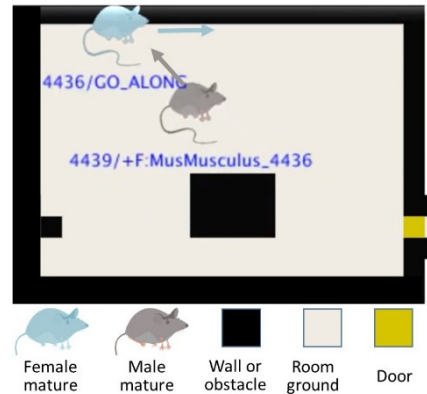 4436/GO_ALONG
4439/+F:MusMusculus_4436
Female mature
Male mature
Wall or obstacle
Room ground
Door